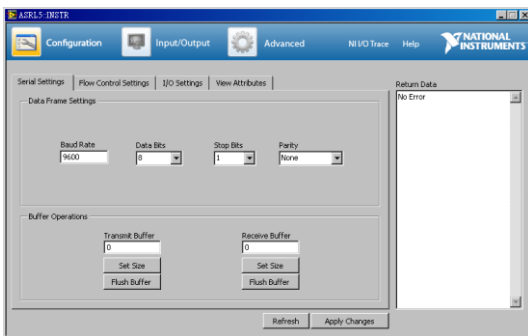 ASRL5::INSTR
Configuration Input/Output Advanced NI I/O Trace Help NATIONAL INSTRUMENTS
Serial Settings Flow Control Settings I/O Settings View Attributes
Return Data
Data Frame Settings
No Error
Baud Rate Data Bits Stop Bits Parity
9600 8 1 None
Buffer Operations
Transmit Buffer Receive Buffer
0 0
Set Size Set Size
Flush Buffer Flush Buffer
Refresh Apply Changes